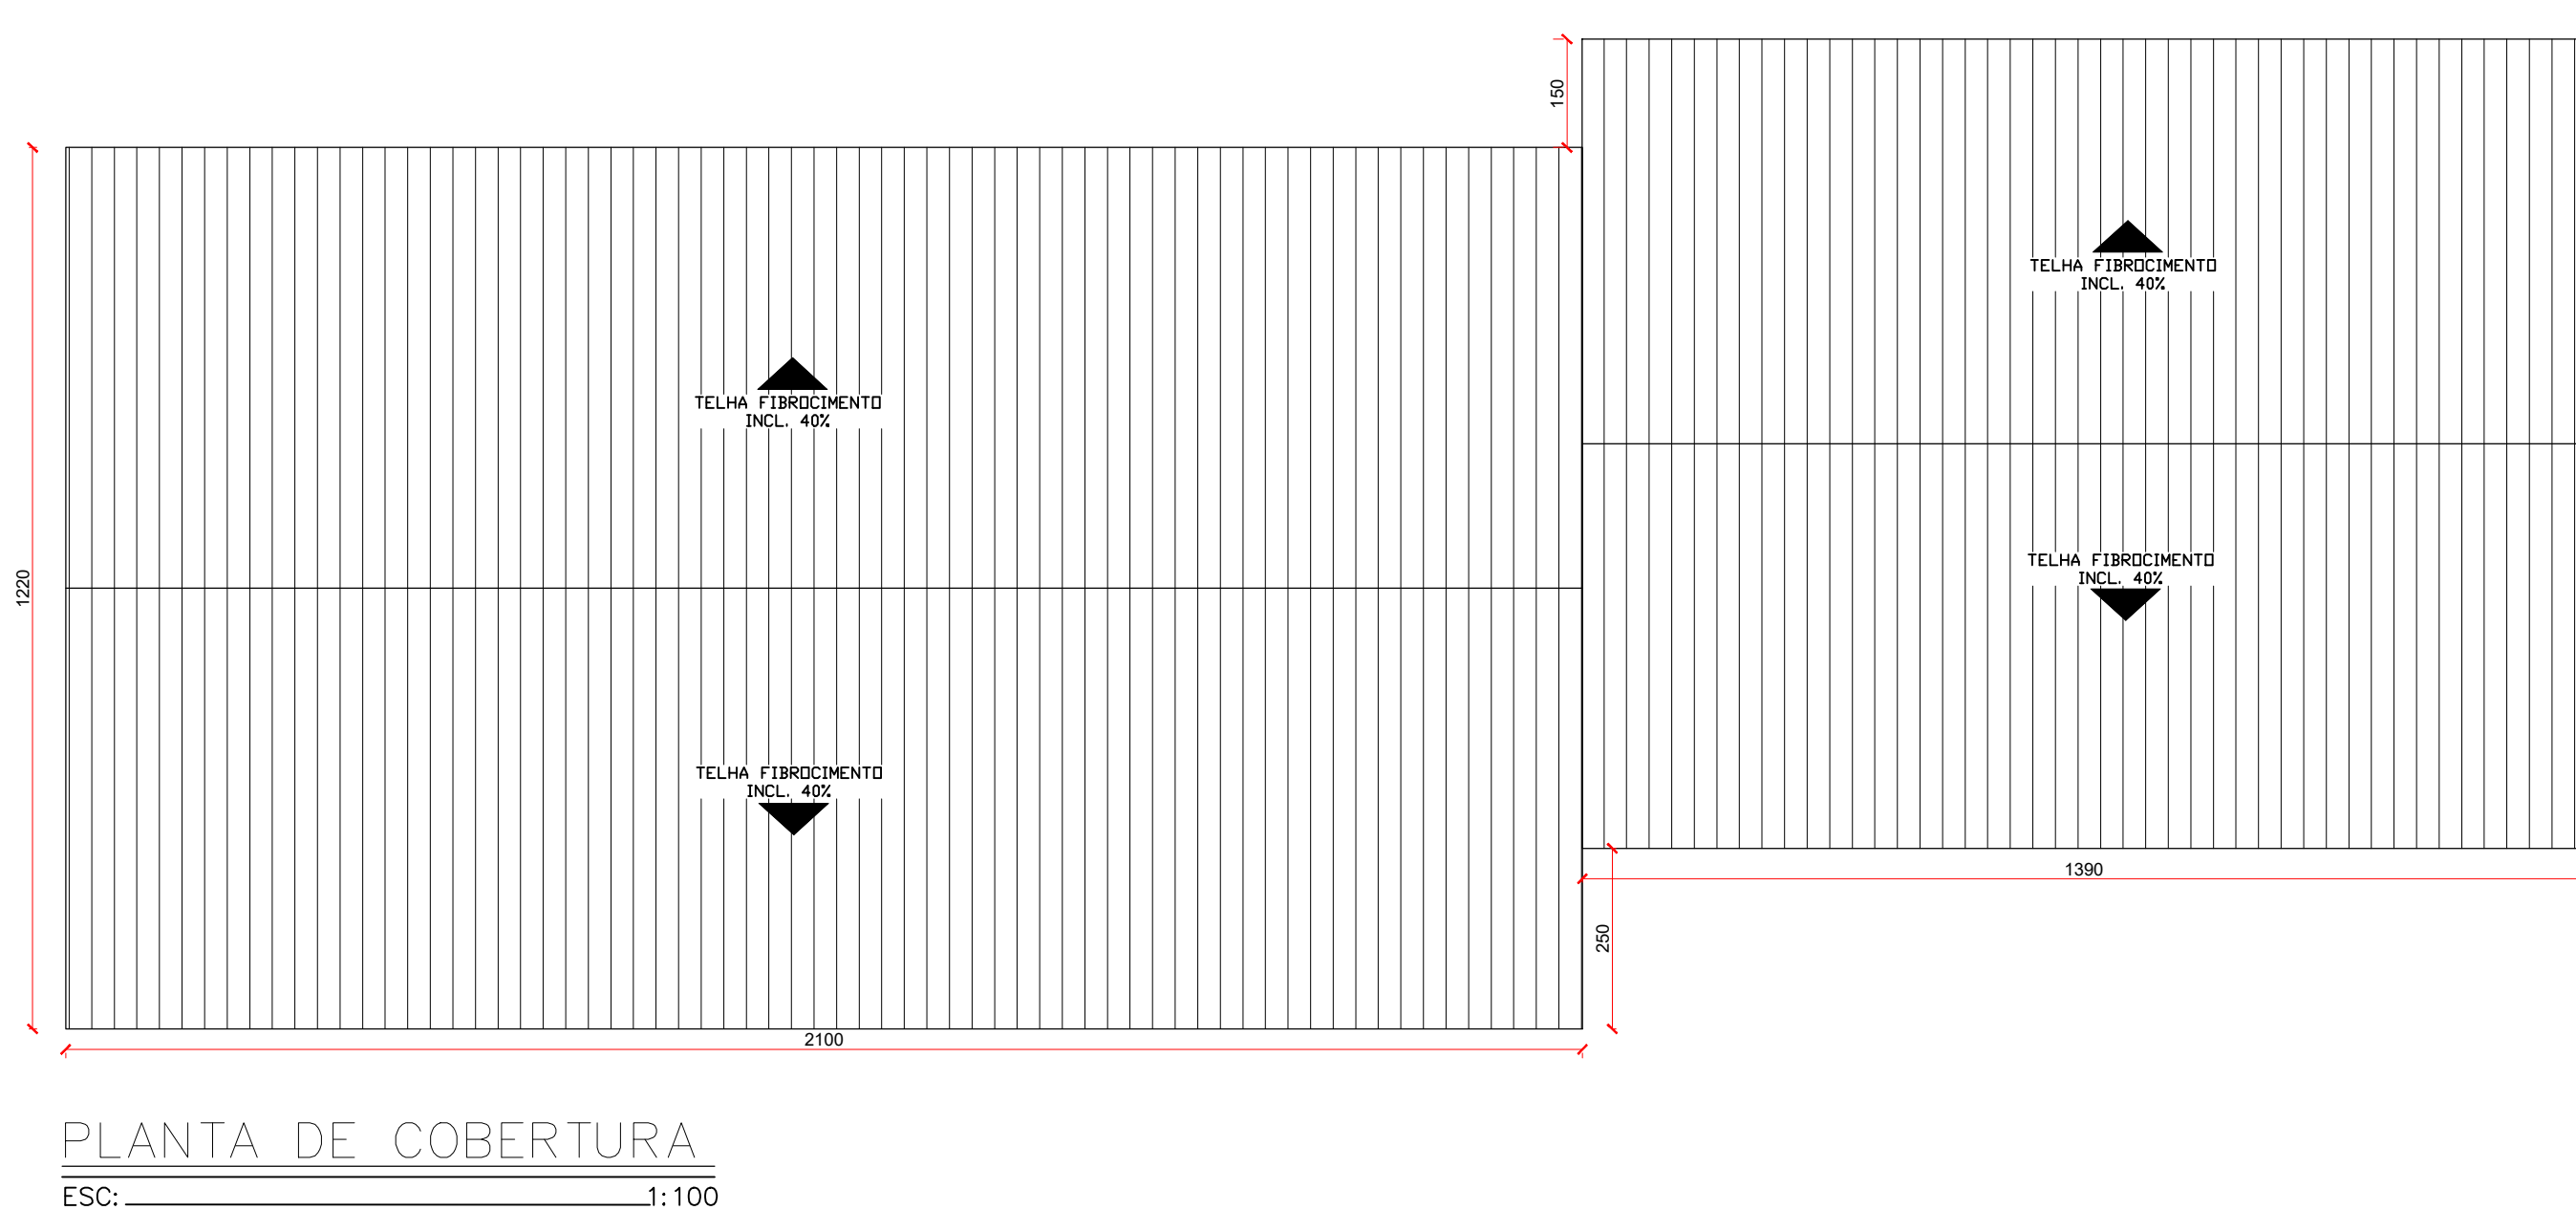 150
TELHA FIBROCIMENTO
INCL. 40%
TELHA FIBROCIMENTO
INCL. 40%
1220
TELHA FIBROCIMENTO
INCL. 40%
TELHA FIBROCIMENTO
INCL. 40%
1390
250
2100
PLANTA DE COBERTURA
ESC: 1:100